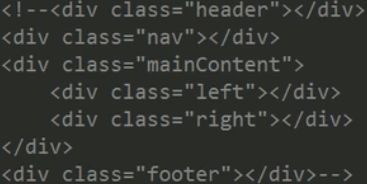 <!--<div class="header"></div>
<div class="nav"></div>
<div class="mainContent">
    <div class="left"></div>
    <div class="right"></div>
</div>
<div class="footer"></div>-->